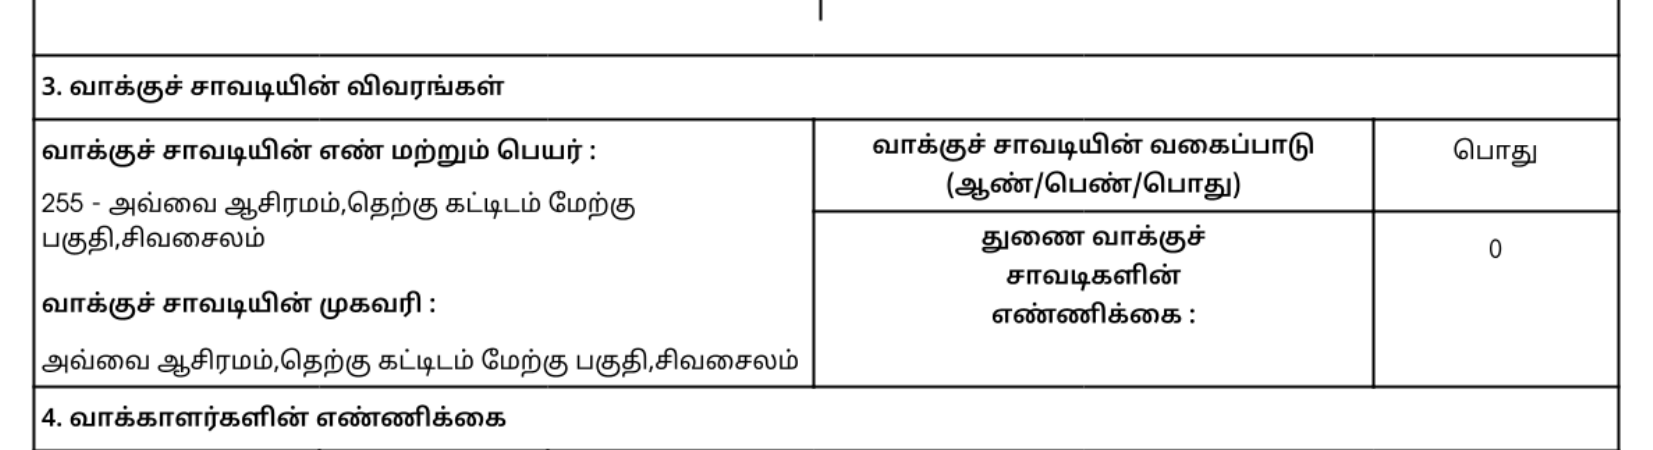 3. வாக்குச் சாவடியின் விவரங்கள்
வாக்குச் சாவடியின் எண் மற்றும் பெயர் :
255 - அவ்வை ஆசிரமம்,தெற்கு கட்டிடம் மேற்கு
பகுதி,சிவசைலம்
வாக்குச் சாவடியின் முகவரி :
அவ்வை ஆசிரமம்,தெற்கு கட்டிடம் மேற்கு பகுதி,சிவசைலம்
வாக்குச் சாவடியின் வகைப்பாடு
(ஆண்/பெண்/பொது)
பொது
துணை வாக்குச்
சாவடிகளின்
எண்ணிக்கை :
0
4. வாக்காளர்களின் எண்ணிக்கை